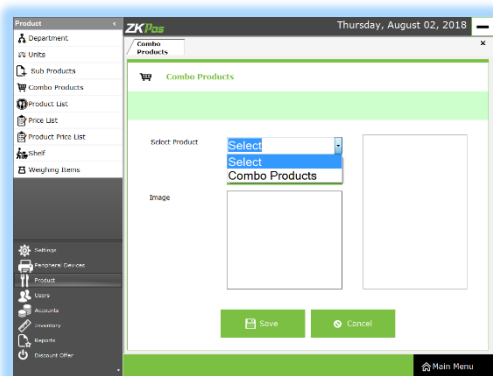 Product
Department
Units
Sub Products
Combo Products
Product List
Price List
Product Price List
Shelf
Weighing Items
Settings
Peripheral Devices
Product
Users
Accounts
Inventory
Reports
Discount Offer
ZKPos
Thursday, August 02, 2018
Combo
Products
x
Combo Products
Select Product
Select
Select
Combo Products
Image
Save
Cancel
Main Menu